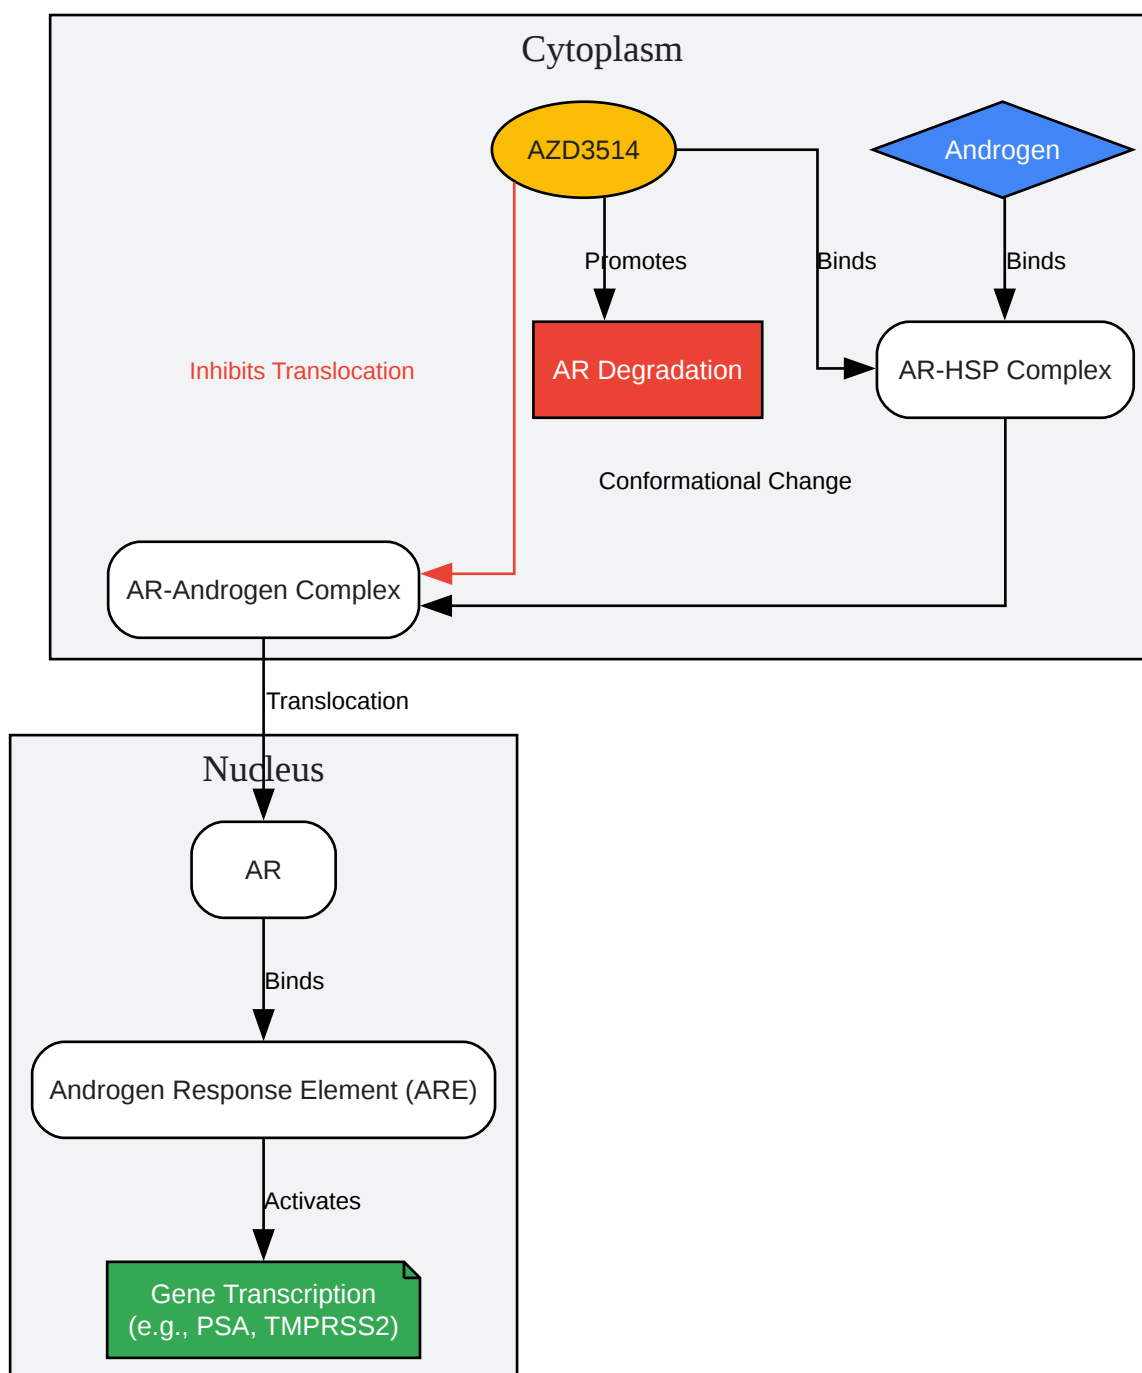 Cytoplasm
AZD3514
Androgen
Promotes
Binds
Binds
Inhibits Translocation
AR Degradation
AR-HSP Complex
Conformational Change
AR-Androgen Complex
Translocation
Nucleus
AR
Binds
Androgen Response Element (ARE)
Activates
Gene Transcription
(e.g., PSA, TMPRSS2)